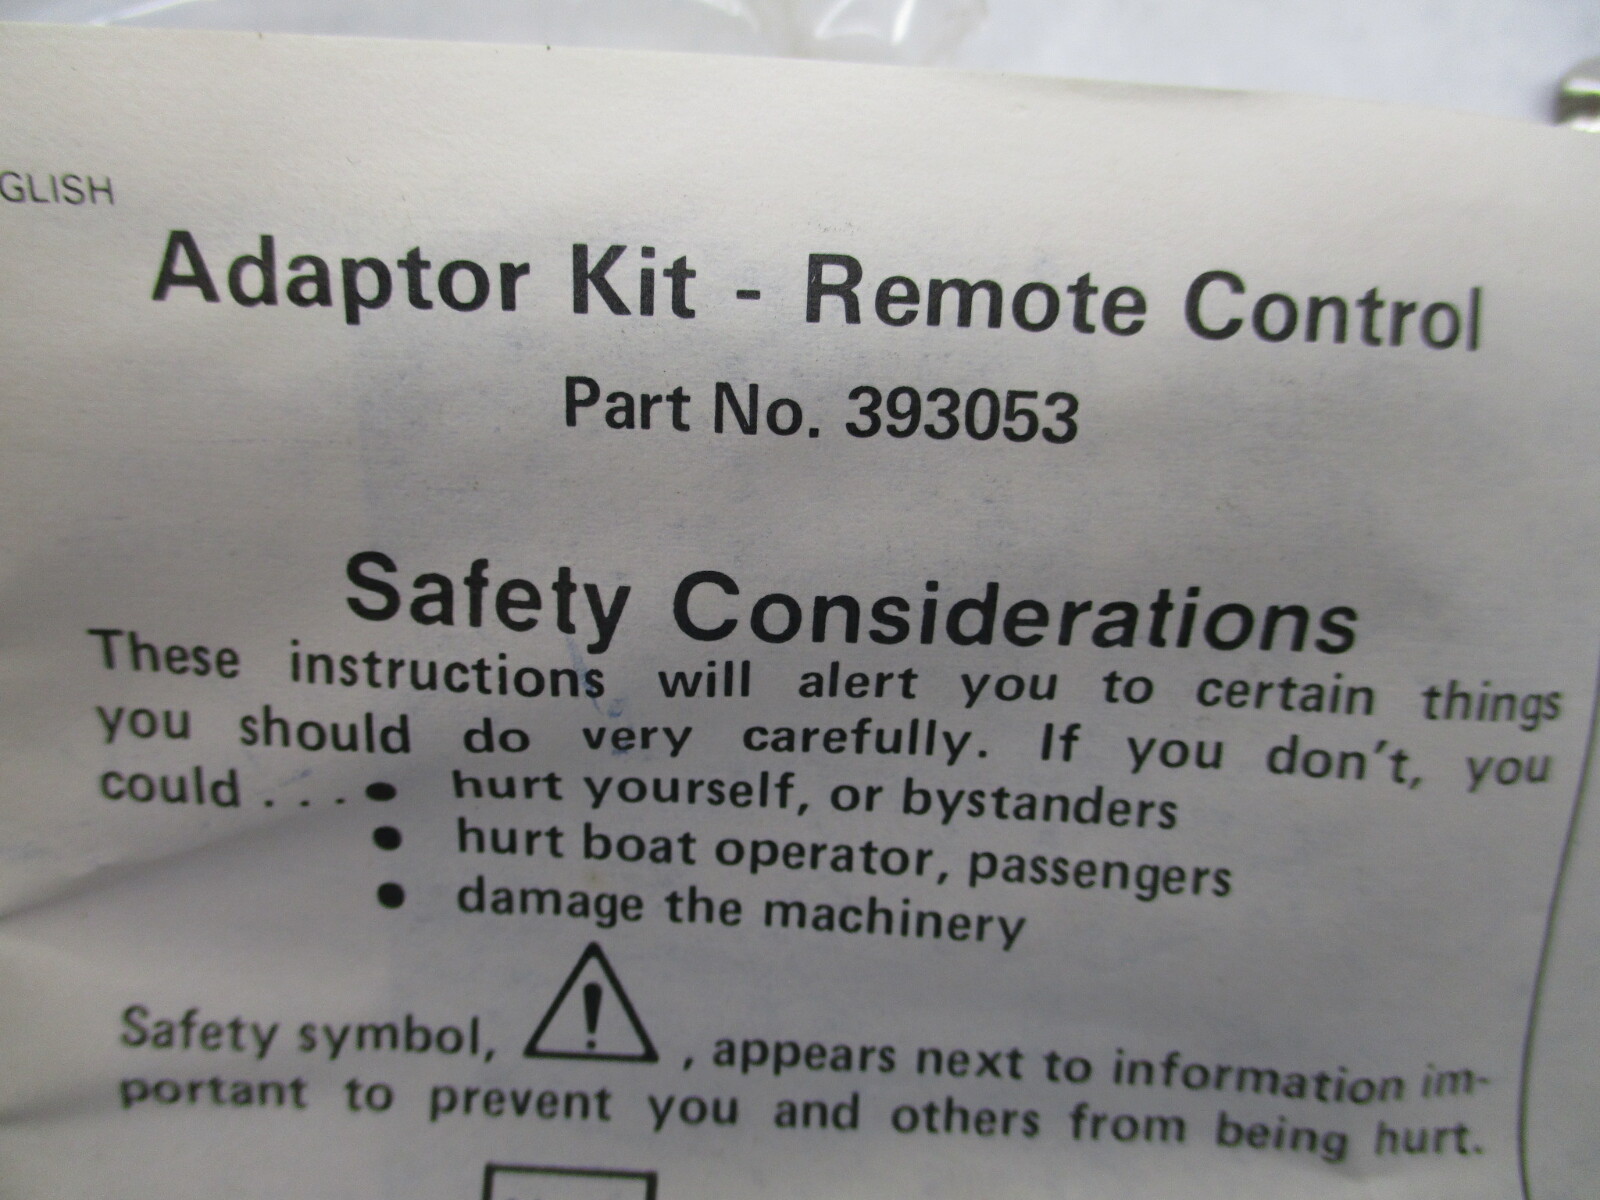 GLISH
Adaptor Kit - Remote Control
Part No. 393053
Safety Considerations
These instructions will alert you to certain things
you should do very carefully. If you don't, you
could . . . ● hurt yourself, or bystanders
● hurt boat operator, passengers
● damage the machinery
Safety symbol, ⚠ , appears next to information im-
portant to prevent you and others from being hurt.